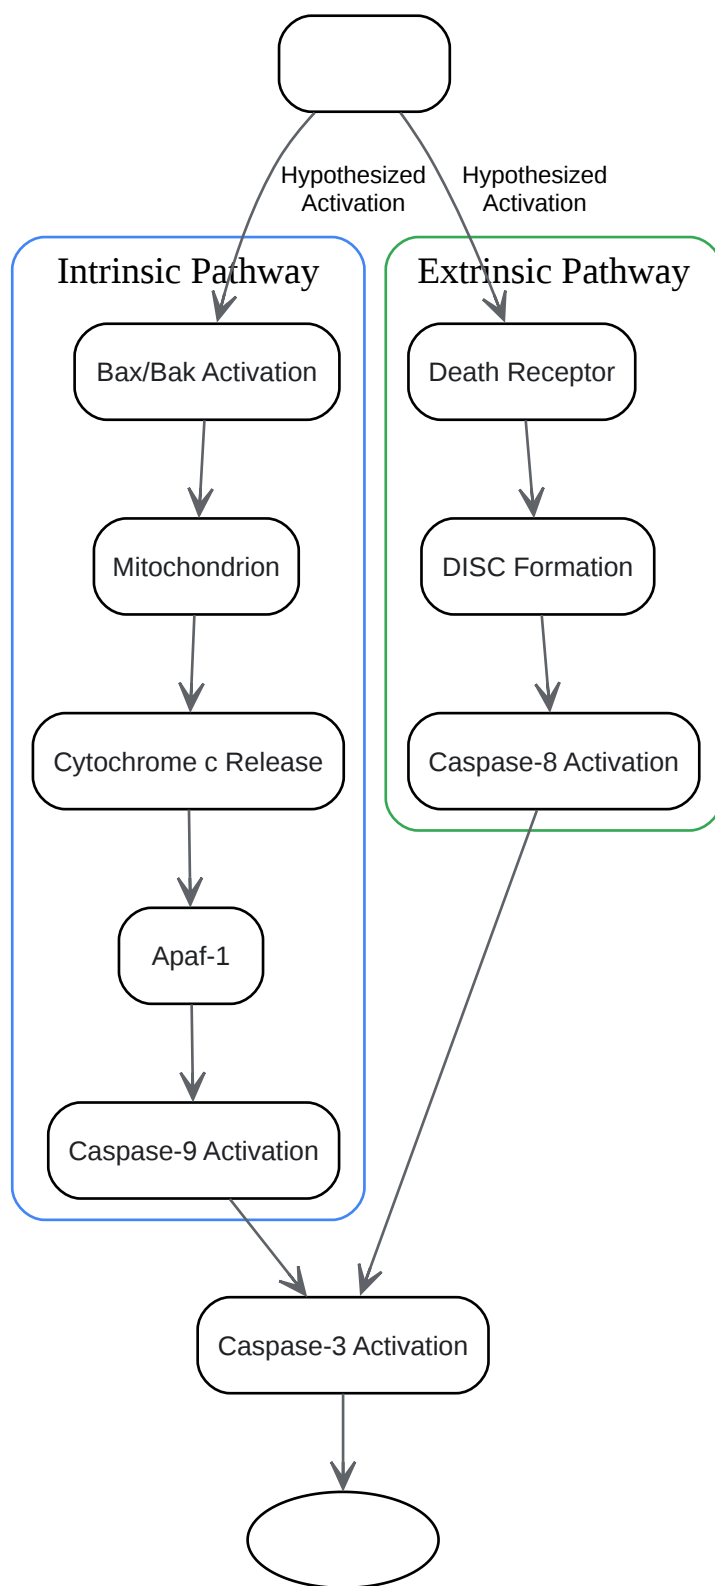 Hypothesized
Activation
Hypothesized
Activation
Intrinsic Pathway
Extrinsic Pathway
Bax/Bak Activation
Death Receptor
Mitochondrion
DISC Formation
Cytochrome c Release
Caspase-8 Activation
Apaf-1
Caspase-9 Activation
Caspase-3 Activation